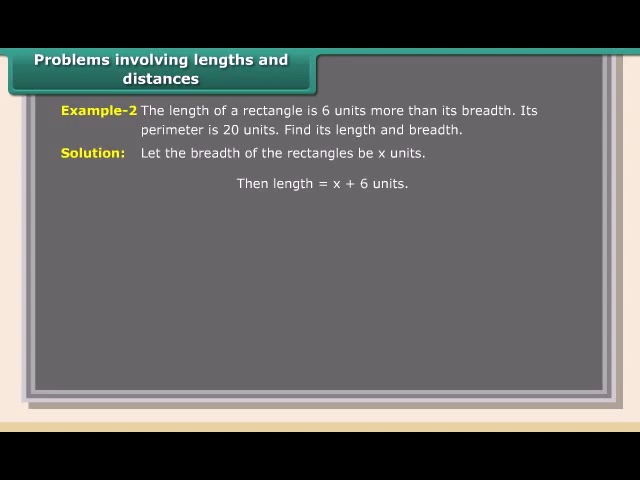 Problems involving lengths and
distances
Example-2 The length of a rectangle is 6 units more than its breadth. Its
perimeter is 20 units. Find its length and breadth.
Solution: Let the breadth of the rectangles be x units.
Then length = x + 6 units.